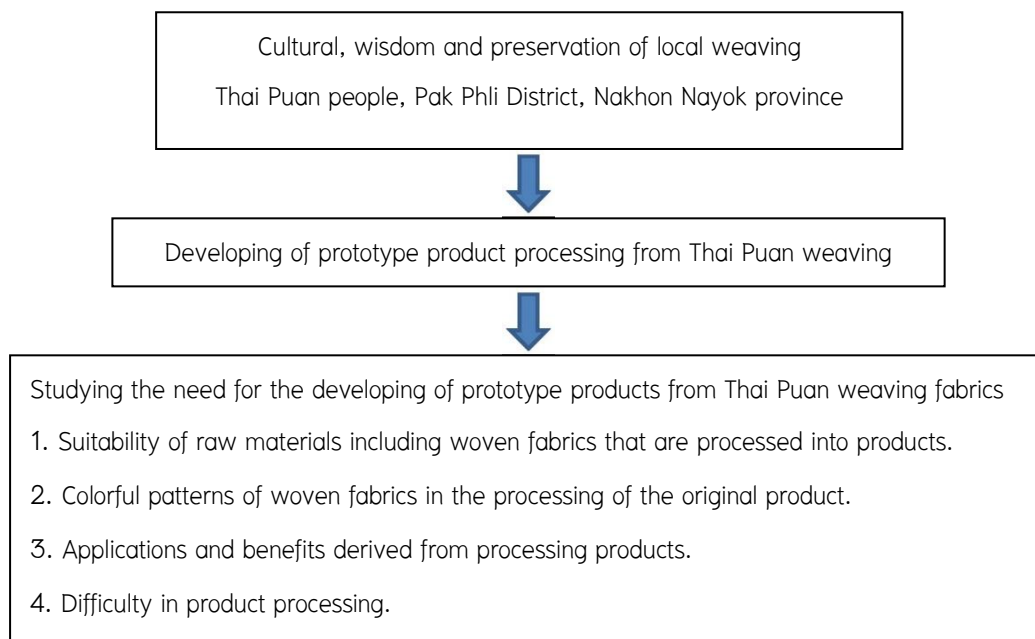 Cultural, wisdom and preservation of local weaving
Thai Puan people, Pak Phli District, Nakhon Nayok province
Developing of prototype product processing from Thai Puan weaving
Studying the need for the developing of prototype products from Thai Puan weaving fabrics
1. Suitability of raw materials including woven fabrics that are processed into products.
2. Colorful patterns of woven fabrics in the processing of the original product.
3. Applications and benefits derived from processing products.
4. Difficulty in product processing.